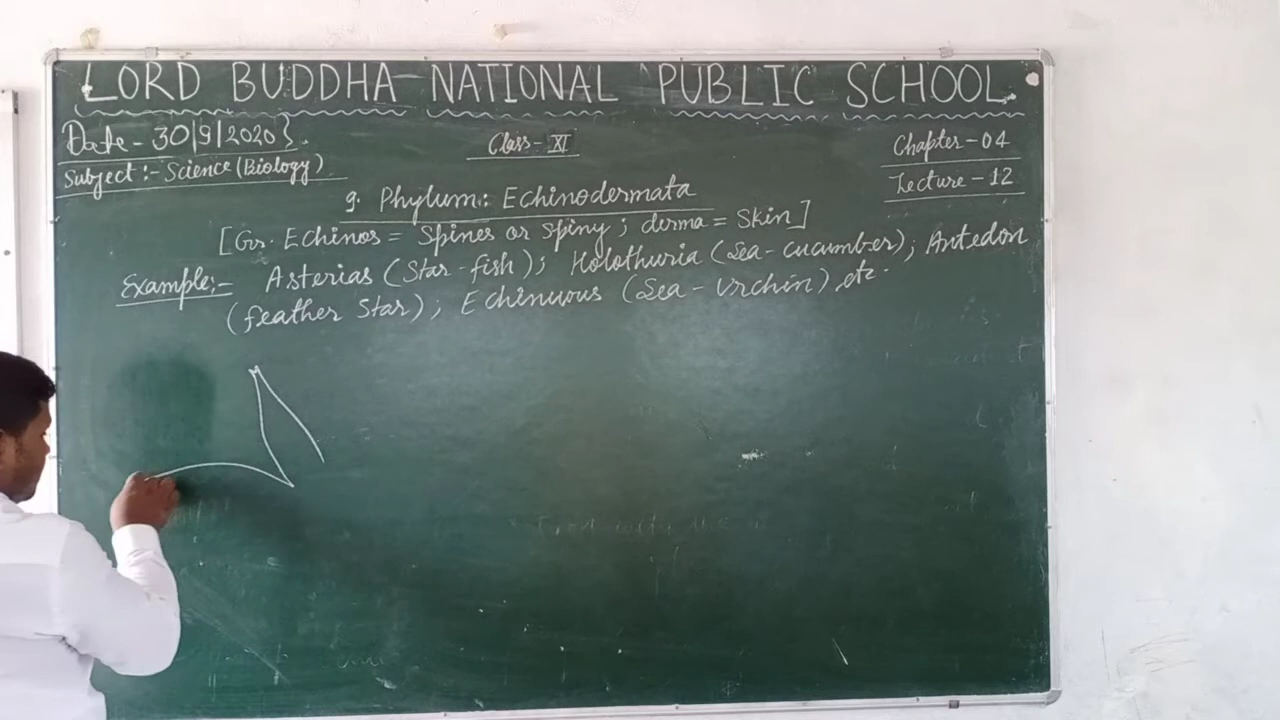 LORD BUDDHA NATIONAL PUBLIC SCHOOL
Date - 30/9/2020}
Class - XI
Chapter - 04
Subject :- Science (Biology)
Lecture - 12
9. Phylum : Echinodermata
[Gr. Echinos = Spines or spiny ; derma = Skin]
Example:- Asterias (Star-fish); Holothuria (Sea-cucumber); Antedon
(feather Star); Echinuous (Sea-Urchin) etc.